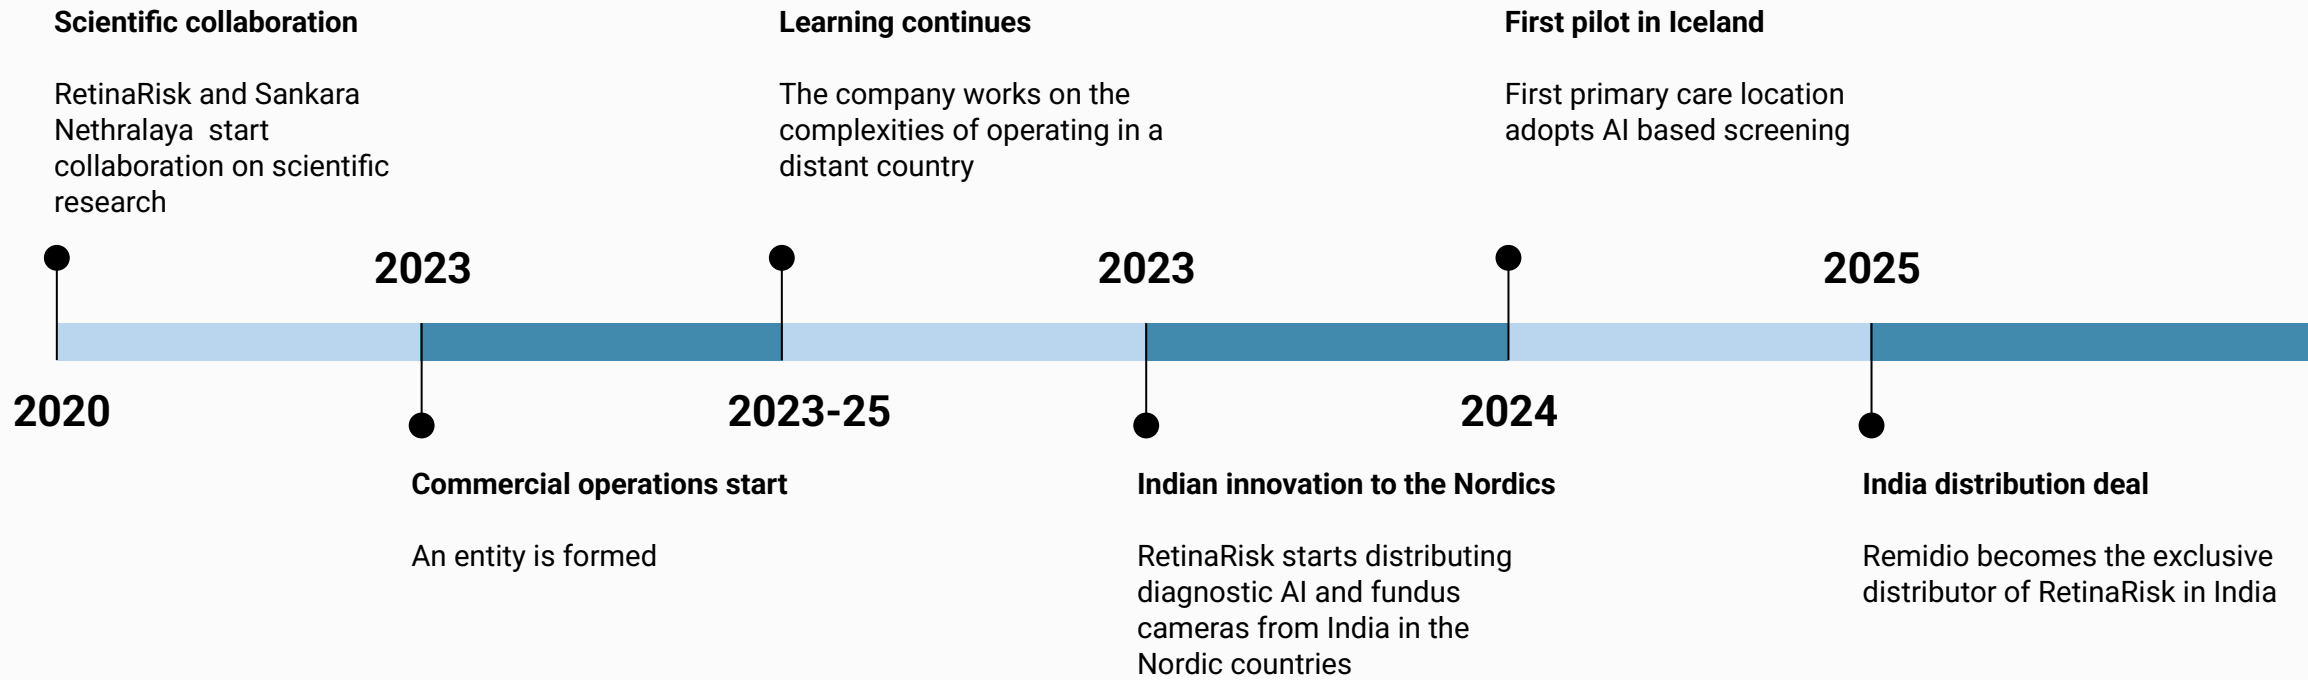 Scientific collaboration
RetinaRisk and Sankara
Nethralaya  start
collaboration on scientific
research
2020
2023
Commercial operations start
An entity is formed
Learning continues
The company works on the
complexities of operating in a
distant country
2023-25
2023
Indian innovation to the Nordics
RetinaRisk starts distributing
diagnostic AI and fundus
cameras from India in the
Nordic countries
First pilot in Iceland
First primary care location
adopts AI based screening
2024
2025
India distribution deal
Remidio becomes the exclusive
distributor of RetinaRisk in India